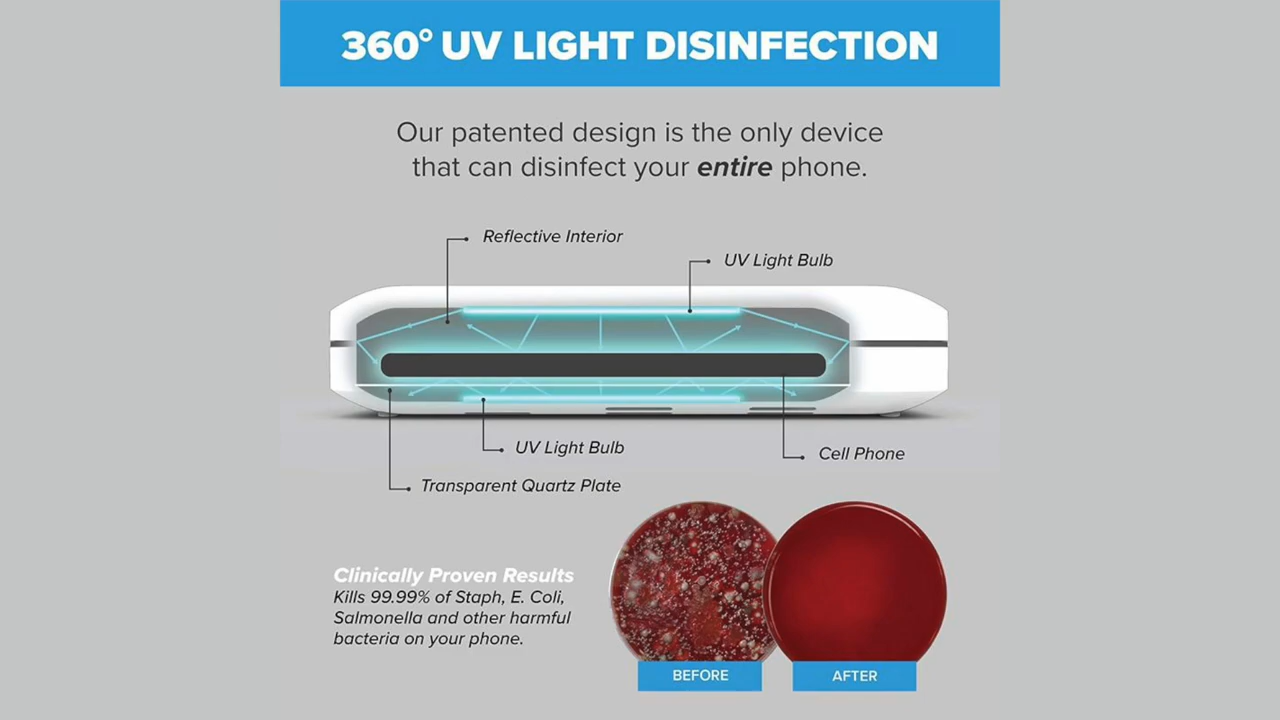 360° UV LIGHT DISINFECTION
Our patented design is the only device
that can disinfect your entire phone.
Reflective Interior
UV Light Bulb
UV Light Bulb
Cell Phone
Transparent Quartz Plate
Clinically Proven Results
Kills 99.99% of Staph, E. Coli,
Salmonella and other harmful
bacteria on your phone.
BEFORE
AFTER